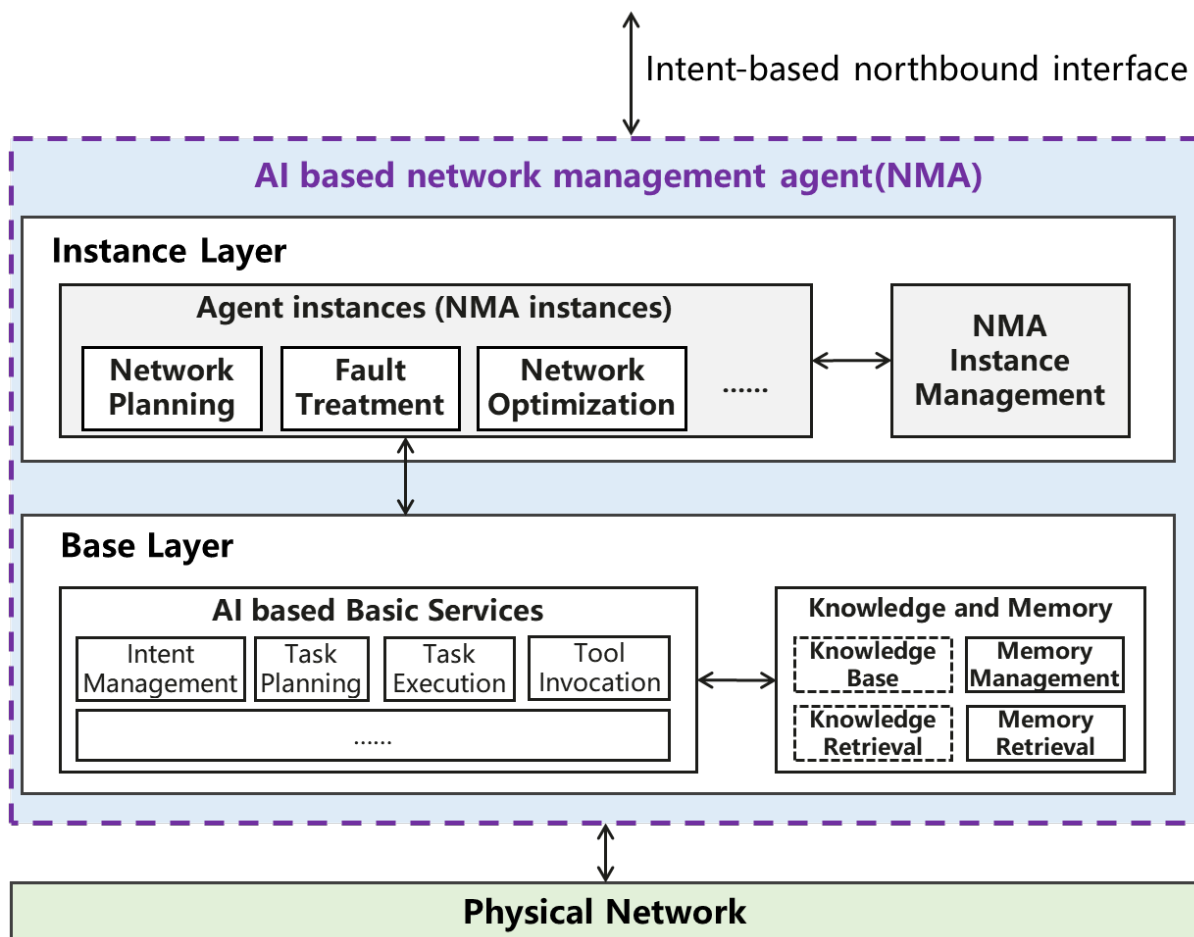 Intent-based northbound interface
AI based network management agent(NMA)
Instance Layer
Agent instances (NMA instances)
Network
Planning
Fault
Treatment
Network
Optimization
......
NMA
Instance
Management
Base Layer
AI based Basic Services
Intent
Management
Task
Planning
Task
Execution
Tool
Invocation
......
Knowledge and Memory
Knowledge
Base
Memory
Management
Knowledge
Retrieval
Memory
Retrieval
Physical Network